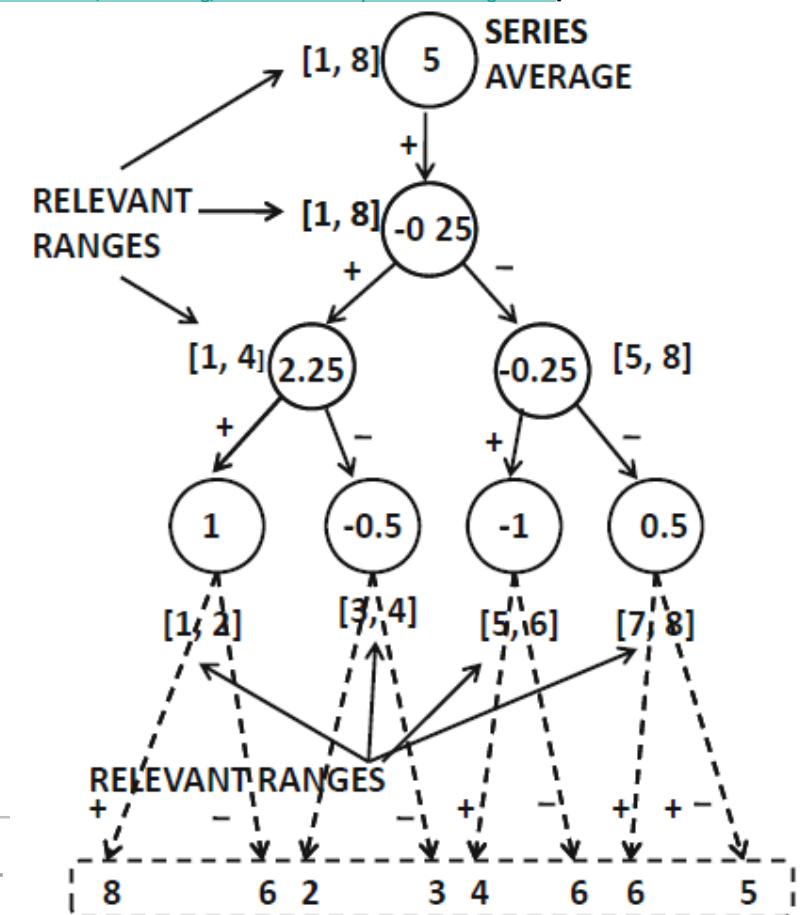 SERIES
[1, 8] 5 AVERAGE
+
RELEVANT [1, 8] -0 25
RANGES
+ –
[1, 4] 2.25 -0.25 [5, 8]
+ – + –
1 -0.5 -1 0.5
[1, 2] [3, 4] [5, 6] [7, 8]
RELEVANT RANGES
+ – – + – + + –
8 6 2 3 4 6 6 5